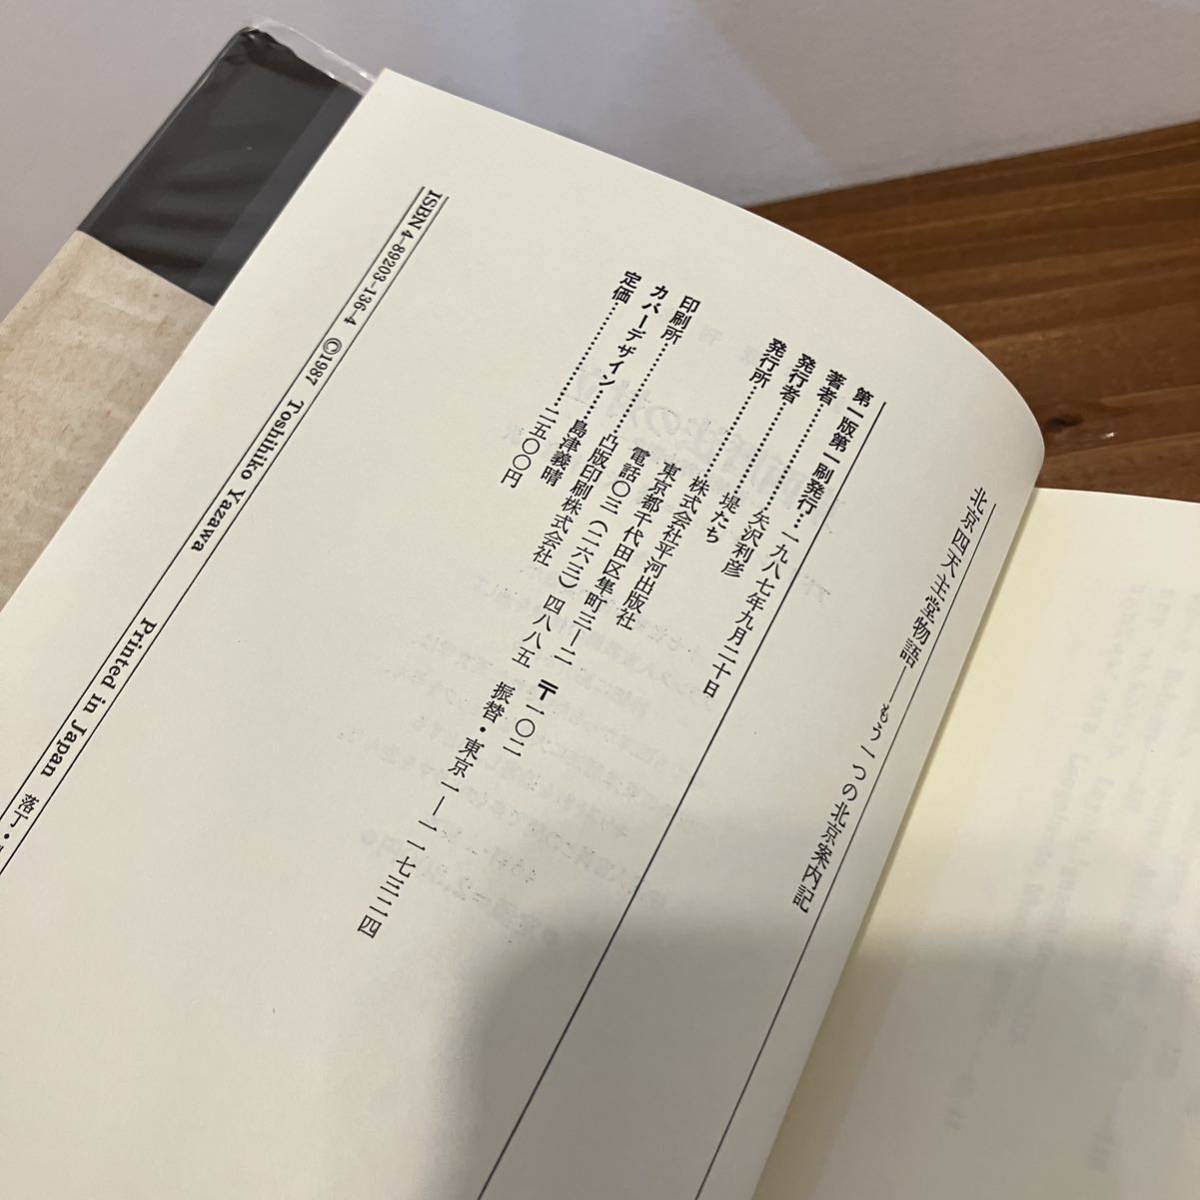 北京四天主堂物語――もう一つの北京案内記
第一版第一刷発行…一九八七年九月二十日
著者………………矢沢利彦
発行者……………堤たち
発行所……………株式会社平河出版社
東京都千代田区隼町三―二 〒一〇二
電話〇三(二六三)四八八五 振替・東京一―一一七三二四
印刷所……………凸版印刷株式会社
カバーデザイン……島津義晴
定価………………二五〇〇円
ISBN4-89203-136-4 ©1987 Toshihiko Yazawa Printed in Japan 落丁・